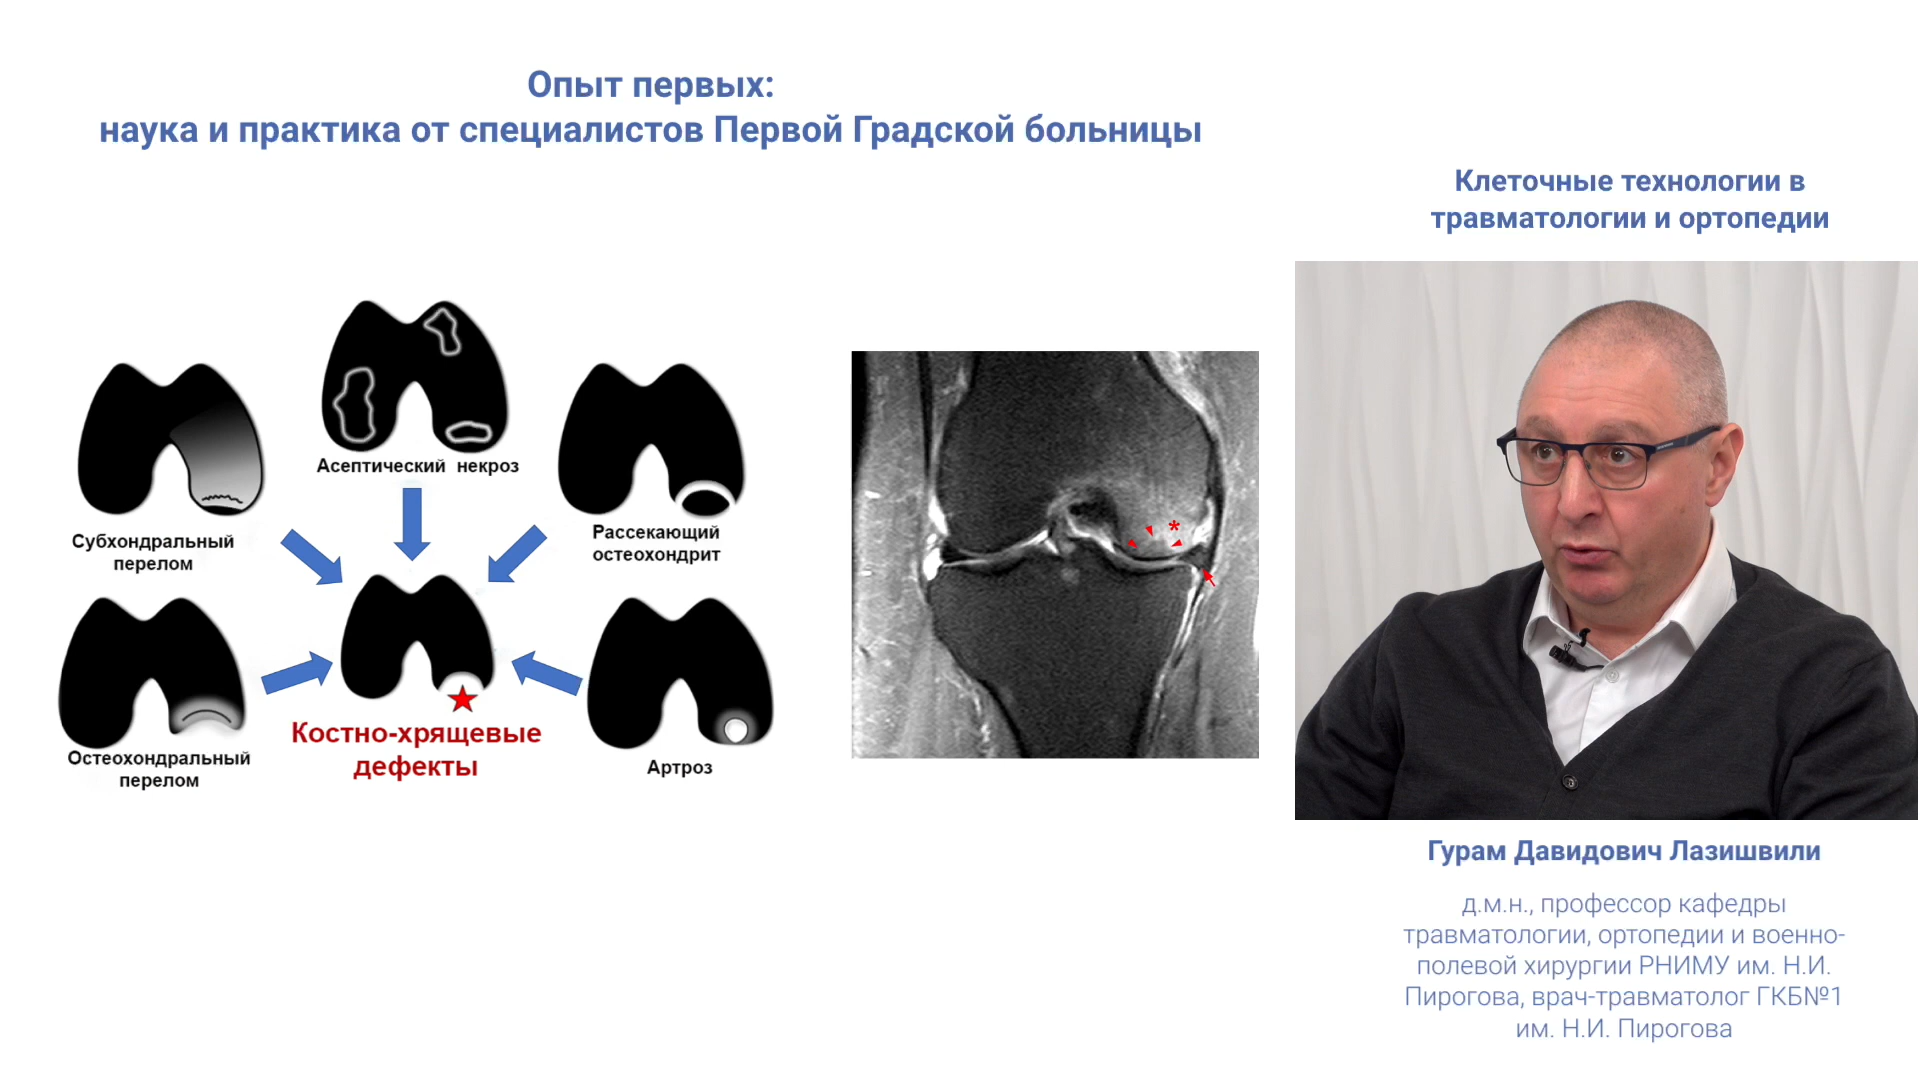 Опыт первых:
наука и практика от специалистов Первой Градской больницы
Клеточные технологии в
травматологии и ортопедии
Асептический некроз
Субхондральный
перелом
Рассекающий
остеохондрит
Остеохондральный
перелом
Костно-хрящевые
дефекты
Артроз
*
Гурам Давидович Лазишвили
д.м.н., профессор кафедры
травматологии, ортопедии и военно-
полевой хирургии РНИМУ им. Н.И.
Пирогова, врач-травматолог ГКБ№1
им. Н.И. Пирогова